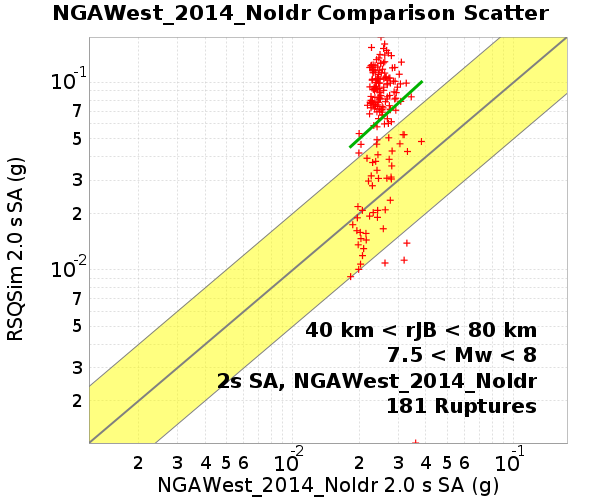 NGAWest_2014_NoIdr Comparison Scatter
RSQSim 2.0 s SA (g)
10-1
7
5
3
2
10-2
7
5
3
2
40 km < rJB < 80 km
7.5 < Mw < 8
2s SA, NGAWest_2014_NoIdr
181 Ruptures
2 3 4 5 6 10-2 2 3 4 5 6 10-1
NGAWest_2014_NoIdr 2.0 s SA (g)